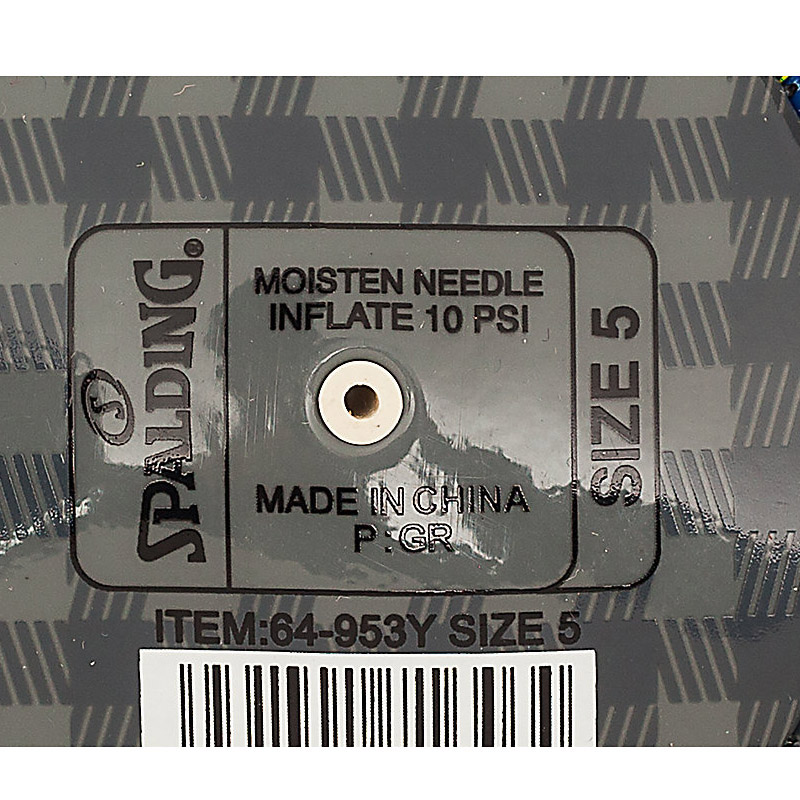 SPALDING®
MOISTEN NEEDLE
INFLATE 10 PSI
MADE IN CHINA
P:GR
SIZE 5
ITEM:64-953Y SIZE 5